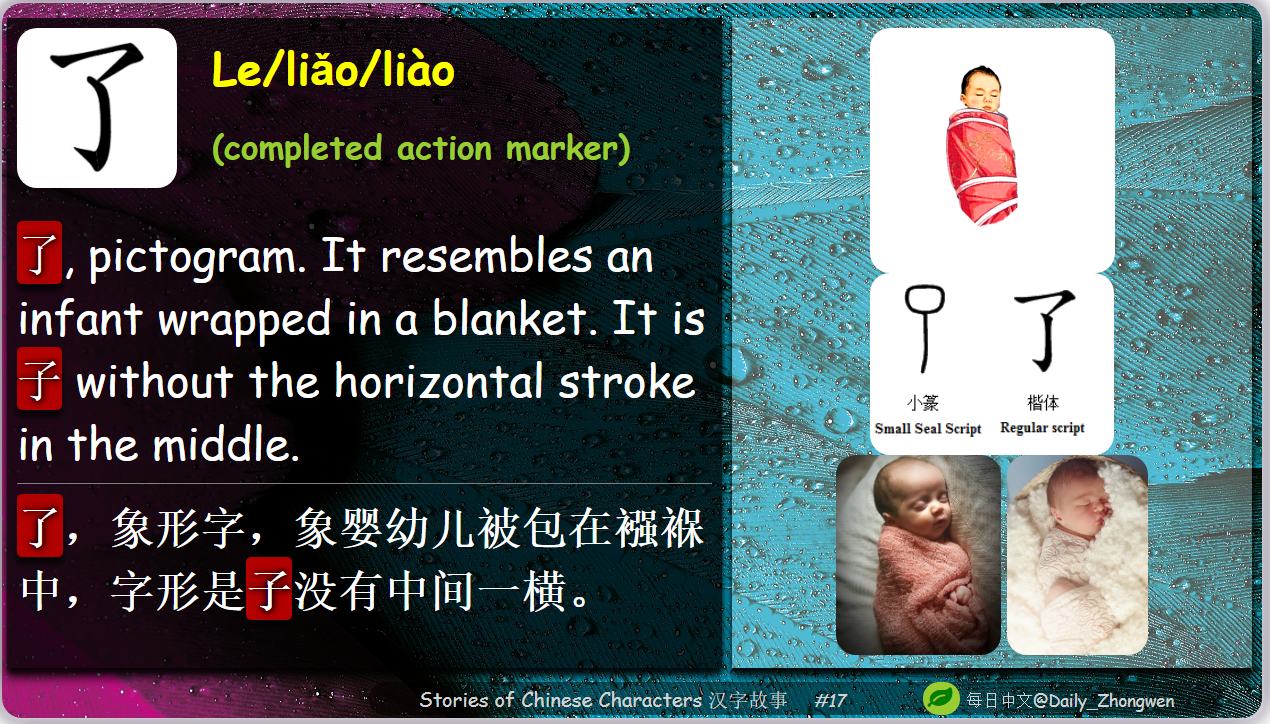 了
Le/liǎo/liào
(completed action marker)
了, pictogram. It resembles an
infant wrapped in a blanket. It is
子 without the horizontal stroke
in the middle.
了，象形字，象婴幼儿被包在襁褓
中，字形是子没有中间一横。
了
小篆
楷体
Small Seal Script
Regular script
Stories of Chinese Characters 汉字故事 #17
每日中文@Daily_Zhongwen